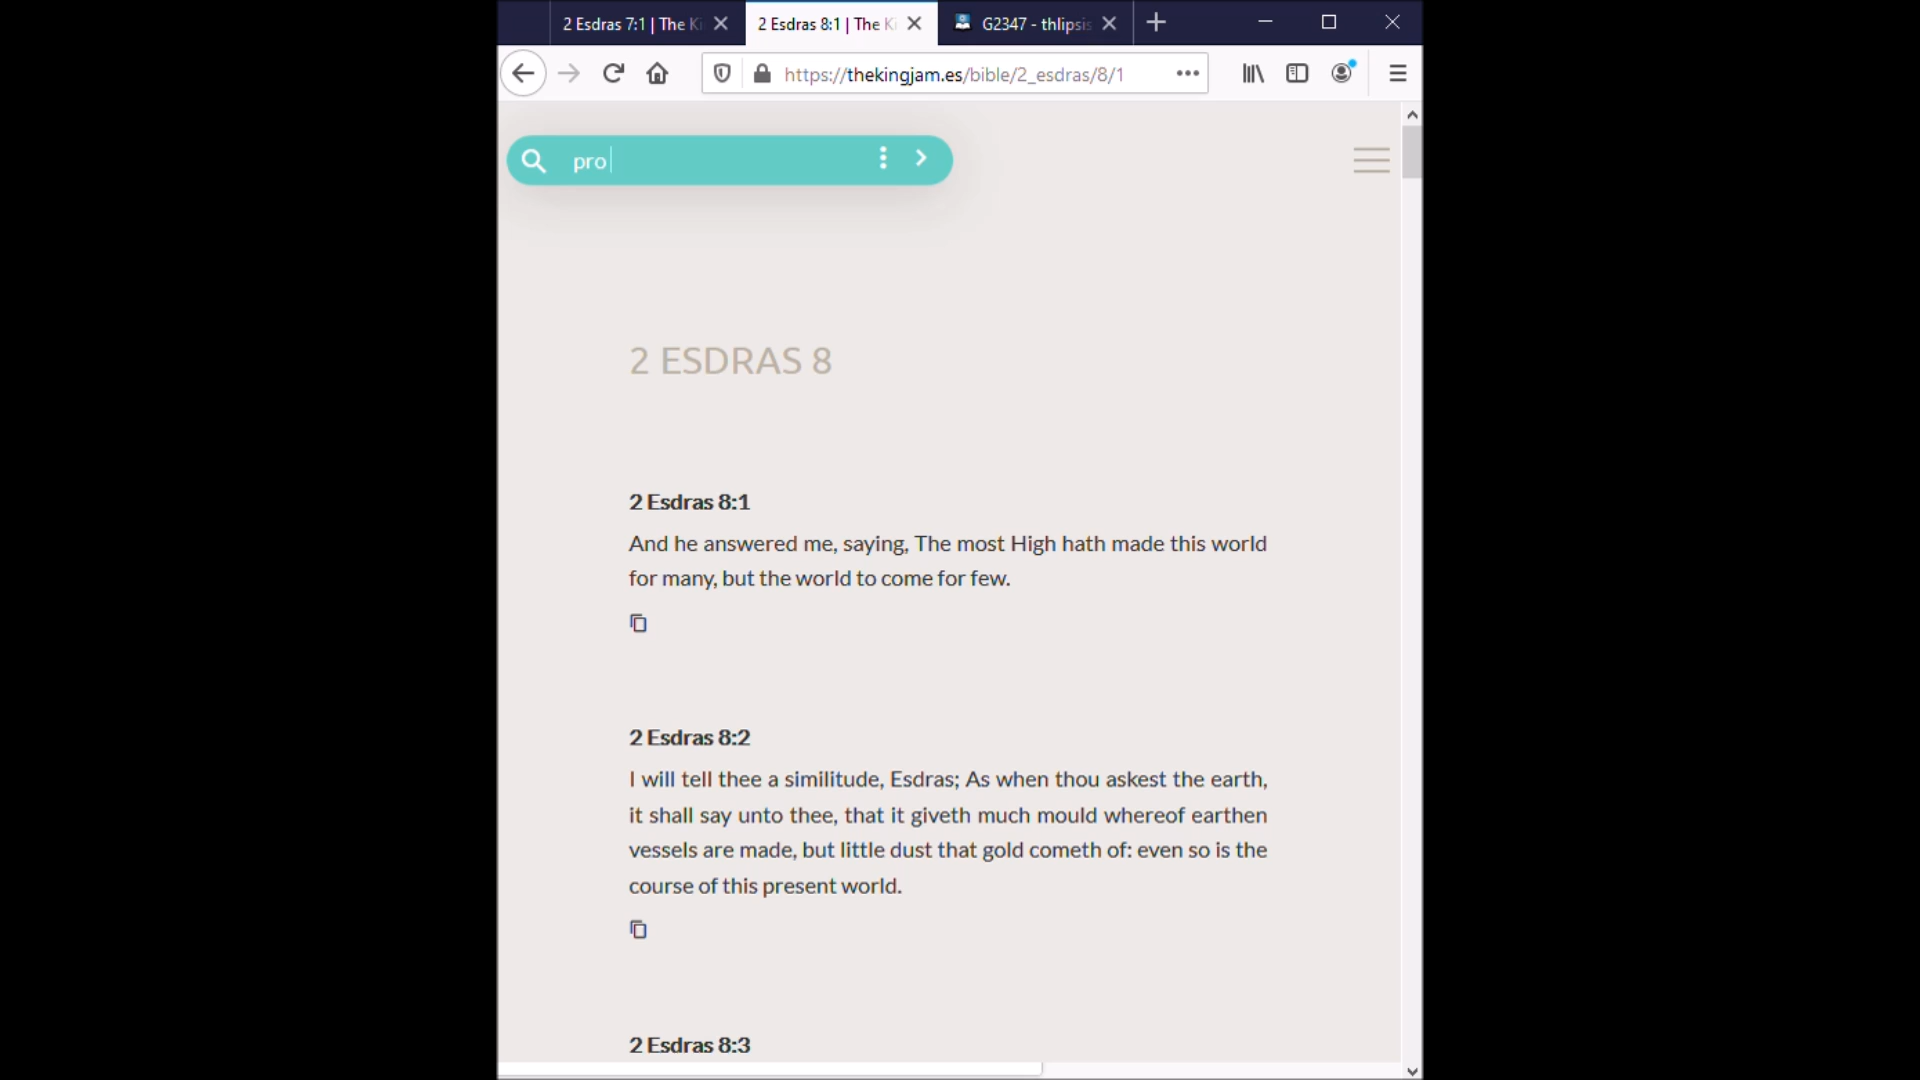 2 Esdras 7:1 | The Ki
2 Esdras 8:1 | The Ki
G2347 - thlipsis
https://thekingjam.es/bible/2_esdras/8/1
pro
2 ESDRAS 8
2 Esdras 8:1
And he answered me, saying, The most High hath made this world
for many, but the world to come for few.
2 Esdras 8:2
I will tell thee a similitude, Esdras; As when thou askest the earth,
it shall say unto thee, that it giveth much mould whereof earthen
vessels are made, but little dust that gold cometh of: even so is the
course of this present world.
2 Esdras 8:3